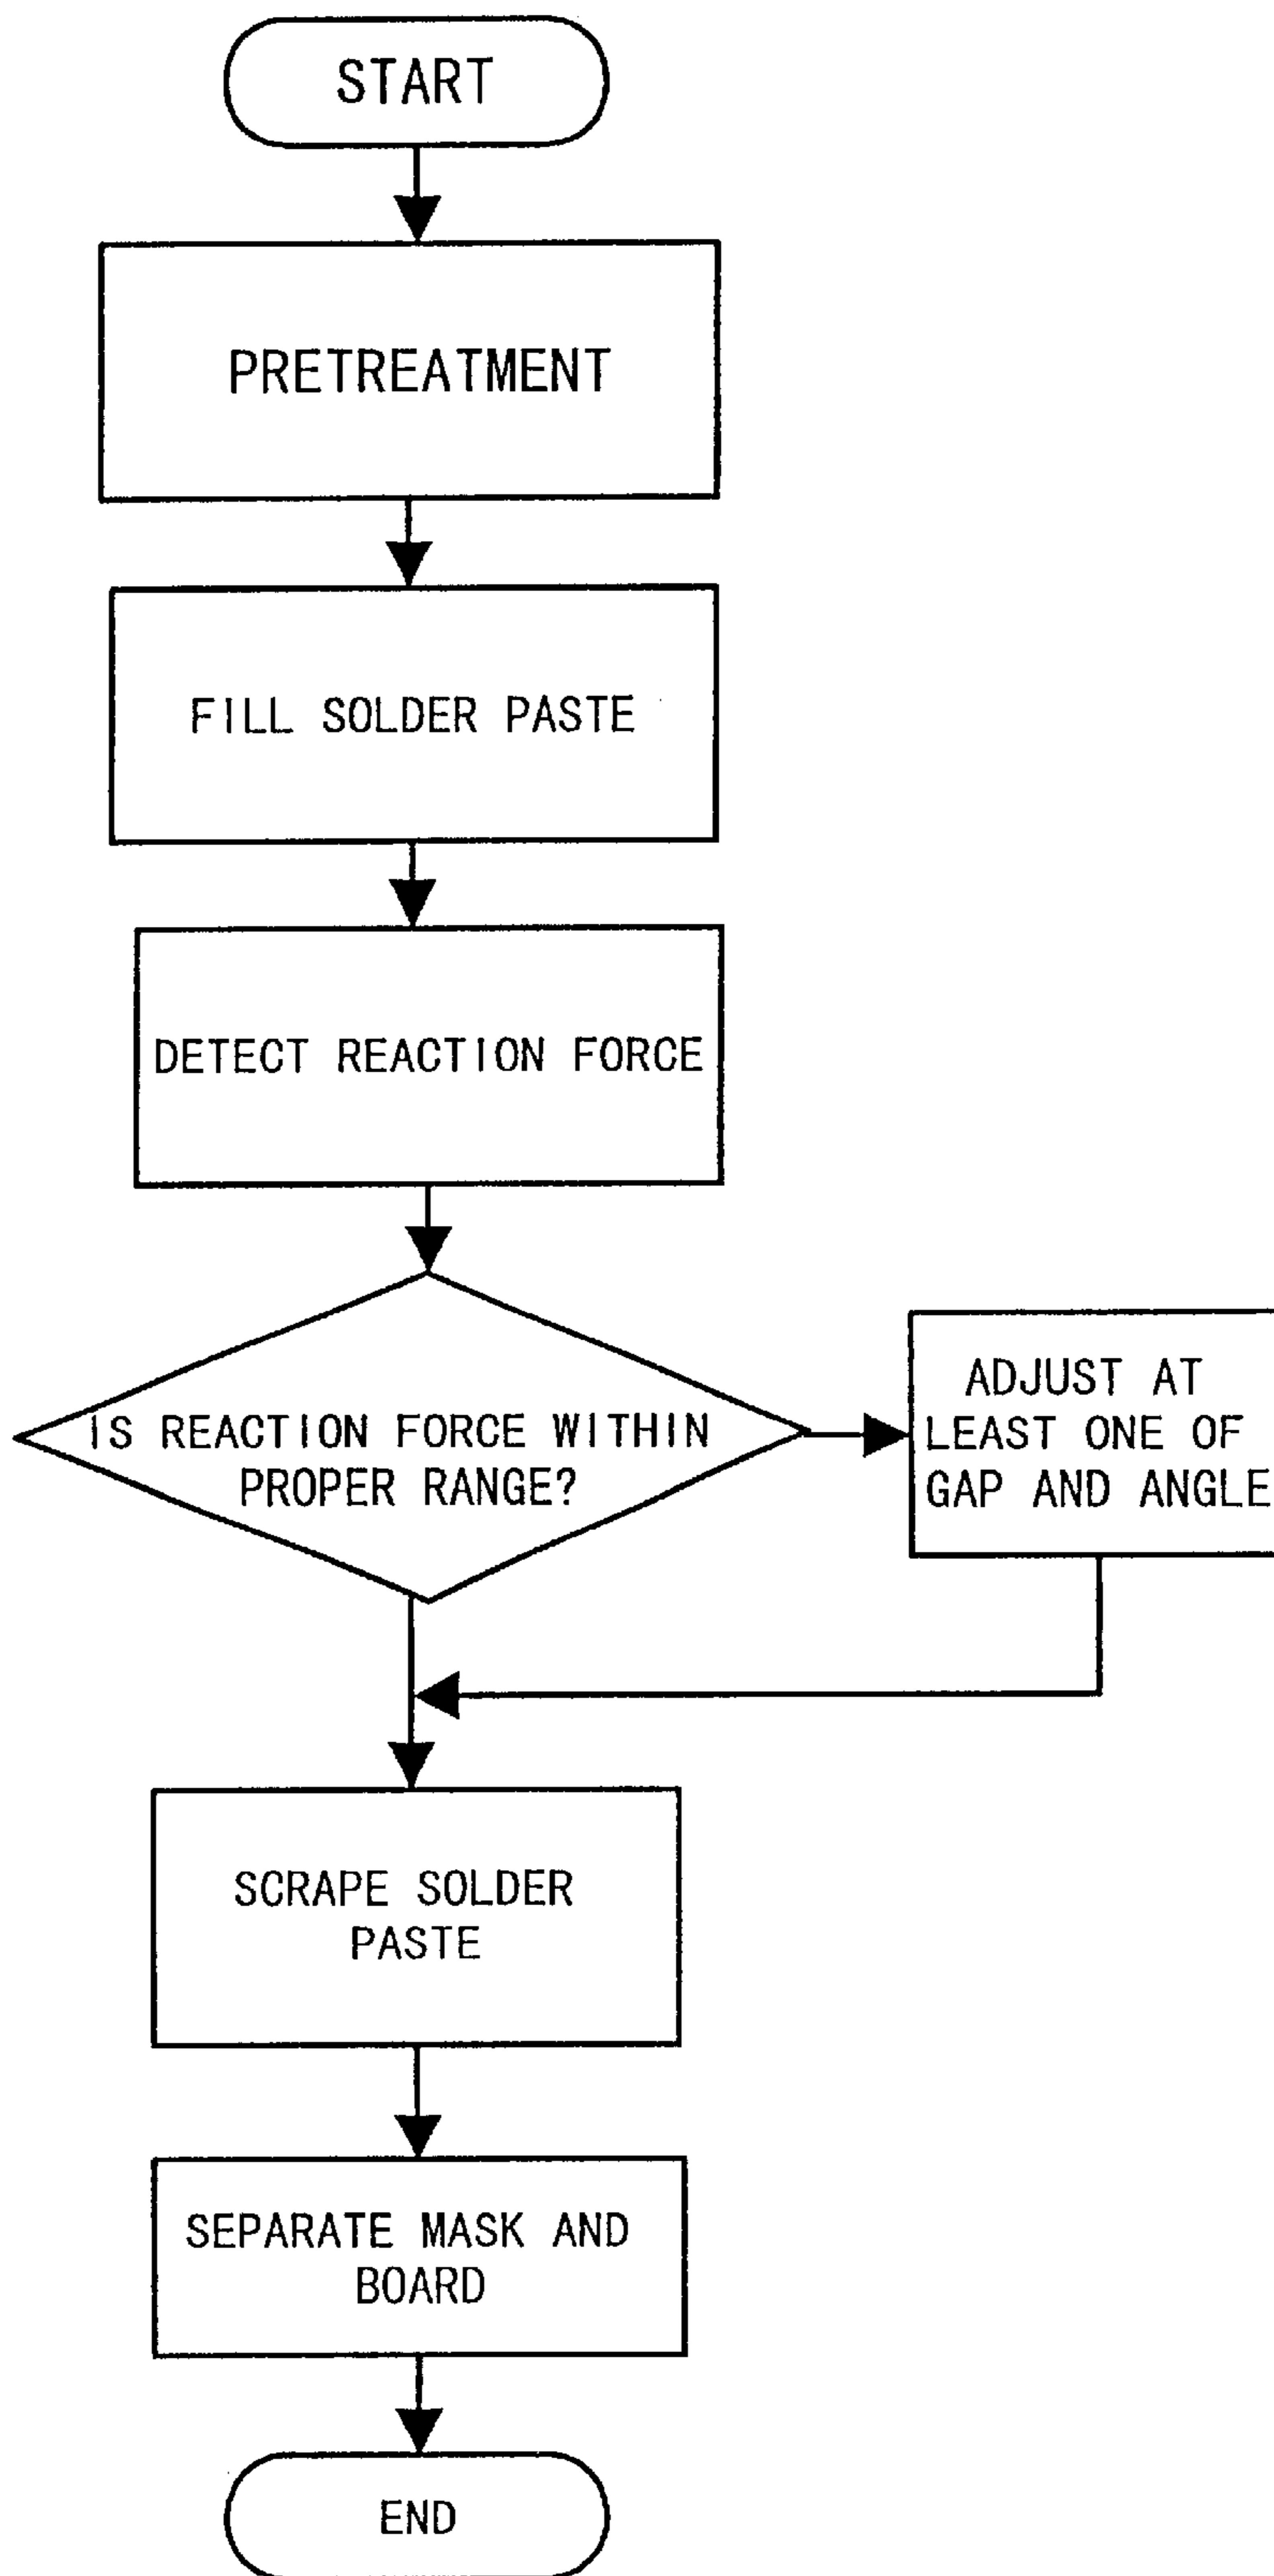 START
PRETREATMENT
FILL SOLDER PASTE
DETECT REACTION FORCE
IS REACTION FORCE WITHIN
PROPER RANGE?
ADJUST AT
LEAST ONE OF
GAP AND ANGLE
SCRAPE SOLDER
PASTE
SEPARATE MASK AND
BOARD
END